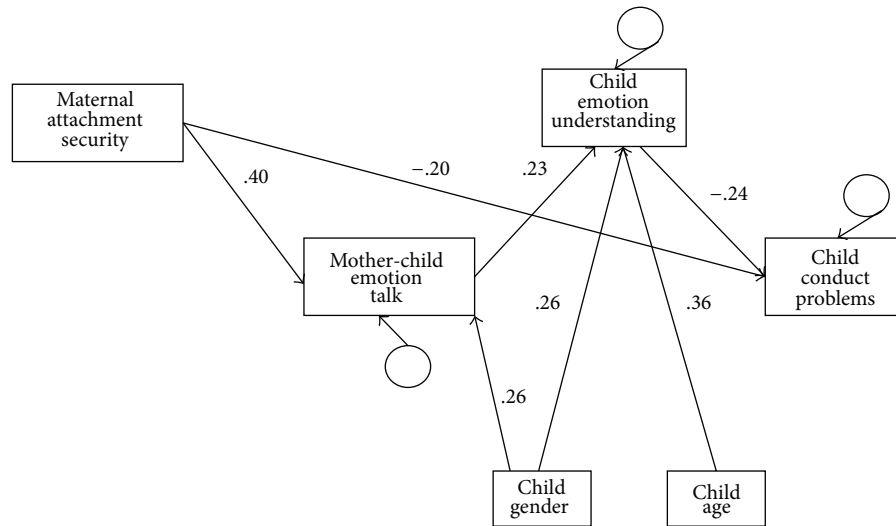 Maternal
attachment
security
Child
emotion
understanding
.40
−.20
.23
−.24
Mother-child
emotion
talk
Child
conduct
problems
.26
.36
.26
Child
gender
Child
age